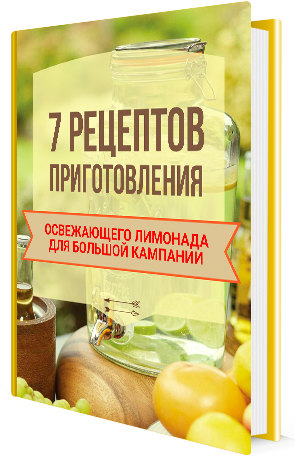 7 РЕЦЕПТОВ
ПРИГОТОВЛЕНИЯ
ОСВЕЖАЮЩЕГО ЛИМОНАДА
ДЛЯ БОЛЬШОЙ КАМПАНИИ